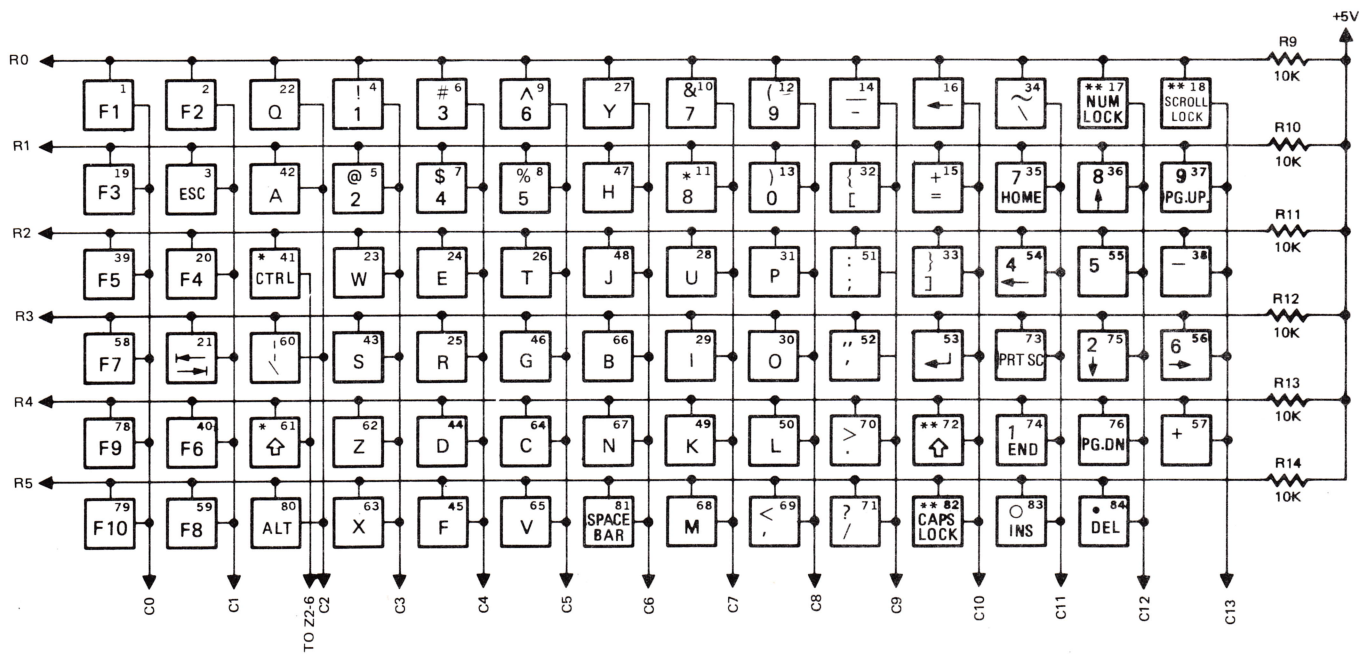 +5V
R0 R9
10K
1 2 22 ! 4 # 6 ^ 9 27 & 10 ( 12 — 14 16 ~ 34 ** 17 ** 18
F1 F2 Q 1 3 6 Y 7 9 - ← \ NUM LOCK SCROLL LOCK
R1 R10
10K
19 3 42 @ 5 $ 7 % 8 47 * 11 ) 13 { 32 + 15 7 35 8 36 9 37
F3 ESC A 2 4 5 H 8 0 [ = HOME ↑ PG.UP.
R2 R11
10K
39 20 * 41 23 24 26 48 28 31 : 51 } 33 4 54 55 38
F5 F4 CTRL W E T J U P ; ] ← 5 −
R3 R12
10K
58 21 ¦ 60 43 25 46 66 29 30 " 52 53 73 2 75 6 56
F7 \ S R G B I O ' PRT SC ↓ →
R4 R13
10K
78 40 * 61 62 44 64 67 49 50 > 70 ** 72 1 74 76 57
F9 F6 ⇧ Z D C N K L . ⇧ END PG.DN +
R5 R14
10K
79 59 80 63 45 65 81 68 < 69 ? 71 ** 82 O 83 • 84
F10 F8 ALT X F V SPACE BAR M , / CAPS LOCK INS DEL
C0 C1 TO Z2-6 C2 C3 C4 C5 C6 C7 C8 C9 C10 C11 C12 C13